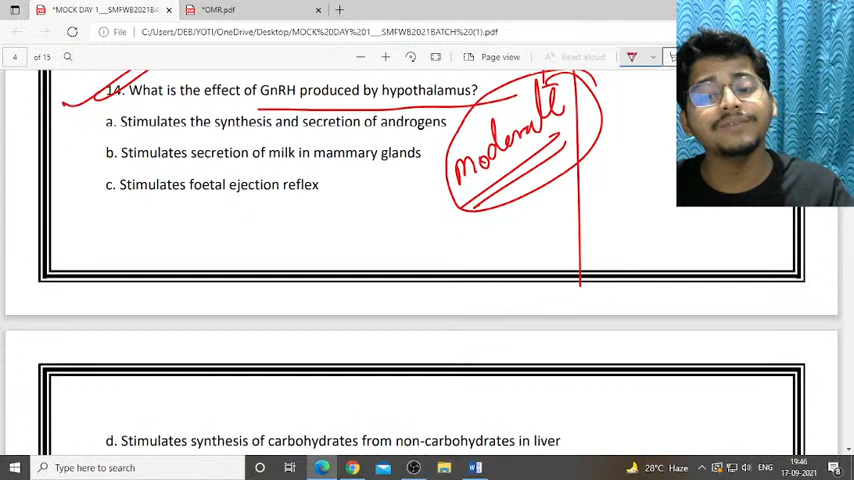 *MOCK DAY 1___SMFWB2021BATCH
*OMR.pdf
File
C:/Users/DEBJYOTI/OneDrive/Desktop/MOCK%20DAY%201___SMFWB2021BATCH%20(1).pdf
4 of 15
Page view
Read aloud
14. What is the effect of GnRH produced by hypothalamus?
a. Stimulates the synthesis and secretion of androgens
moderate
b. Stimulates secretion of milk in mammary glands
c. Stimulates foetal ejection reflex
d. Stimulates synthesis of carbohydrates from non-carbohydrates in liver
Type here to search
28°C Haze
ENG
19:46
17-09-2021